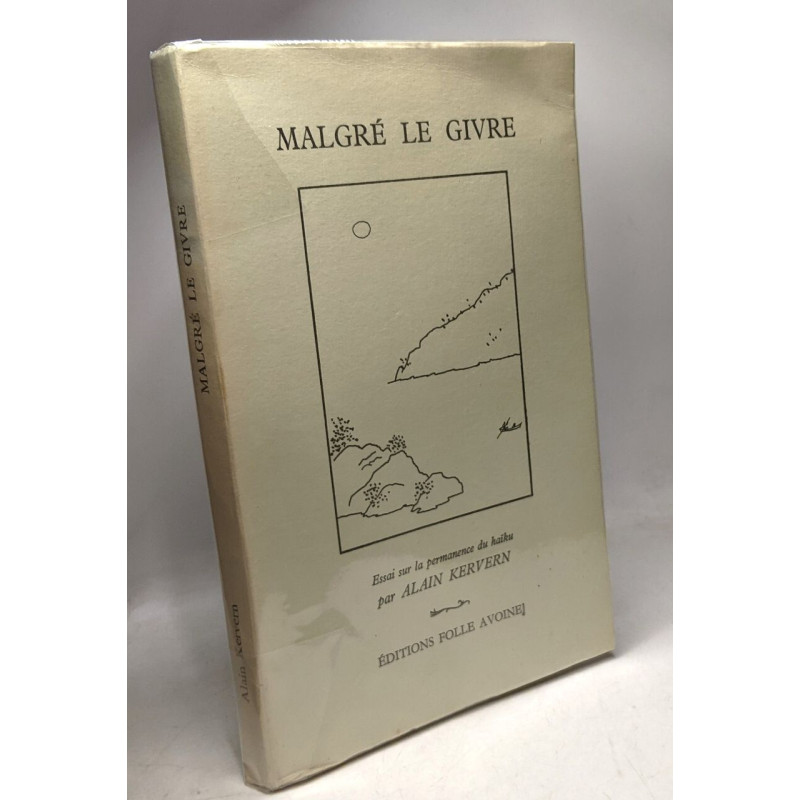 MALGRÉ LE GIVRE
Essai sur la permanence du haïku
par ALAIN KERVERN
ÉDITIONS FOLLE AVOINE
MALGRÉ LE GIVRE
Alain Kervern